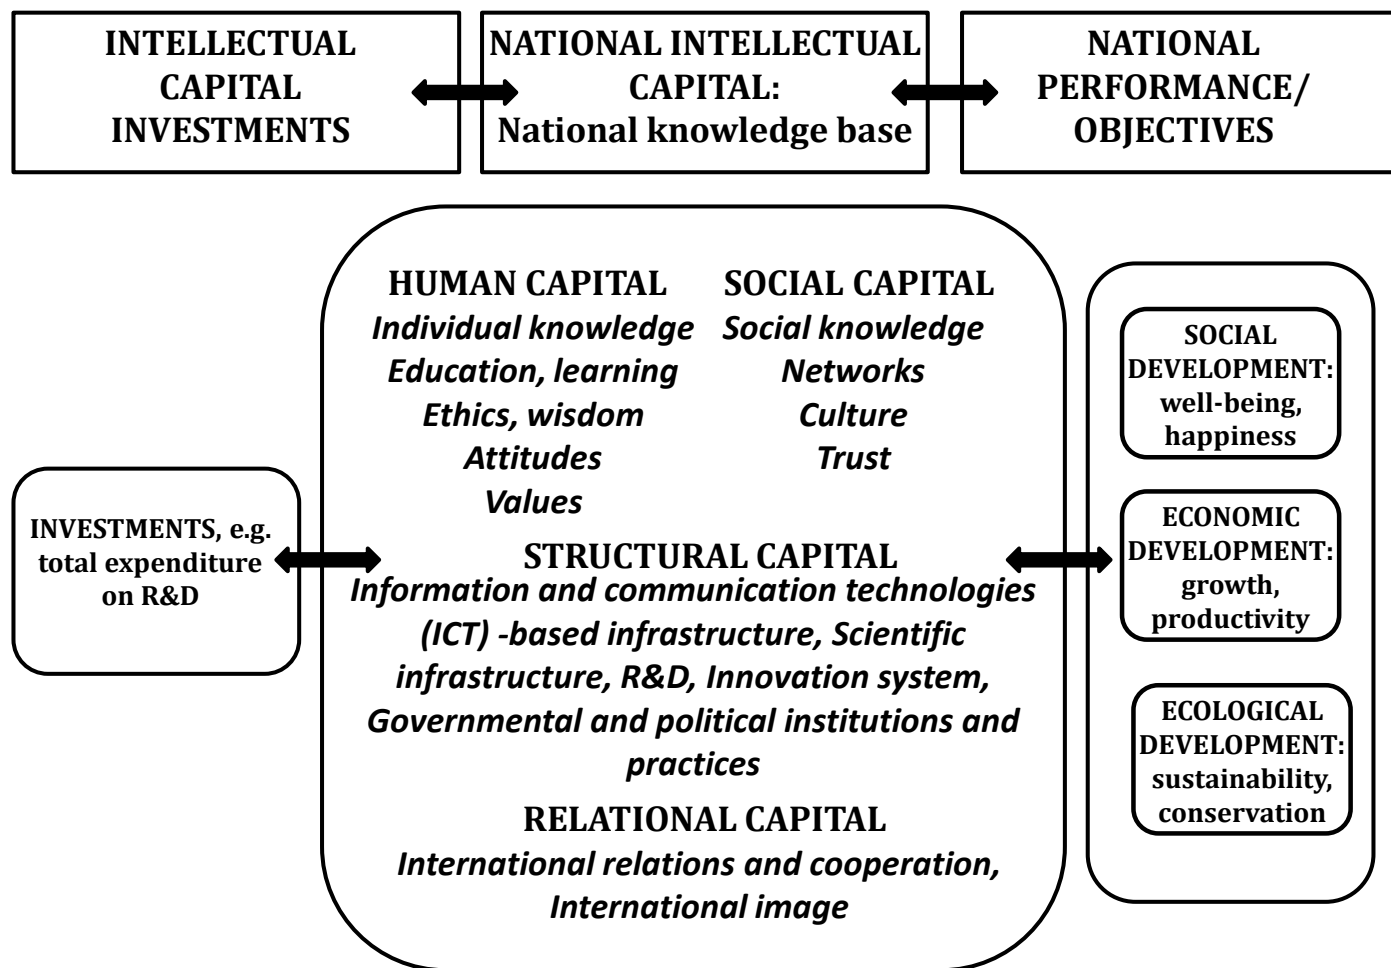 INTELLECTUAL
CAPITAL
INVESTMENTS
NATIONAL INTELLECTUAL
CAPITAL:
National knowledge base
NATIONAL
PERFORMANCE/
OBJECTIVES
INVESTMENTS, e.g.
total expenditure
on R&D
HUMAN CAPITAL
Individual knowledge
Education, learning
Ethics, wisdom
Attitudes
Values
SOCIAL CAPITAL
Social knowledge
Networks
Culture
Trust
STRUCTURAL CAPITAL
Information and communication technologies
(ICT) -based infrastructure, Scientific
infrastructure, R&D, Innovation system,
Governmental and political institutions and
practices
RELATIONAL CAPITAL
International relations and cooperation,
International image
SOCIAL
DEVELOPMENT:
well-being,
happiness
ECONOMIC
DEVELOPMENT:
growth,
productivity
ECOLOGICAL
DEVELOPMENT:
sustainability,
conservation